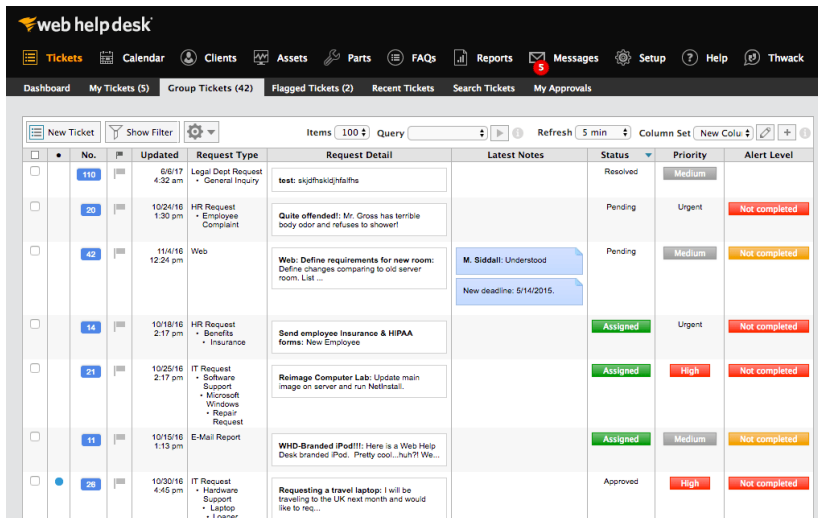 web help desk
Tickets Calendar Clients Assets Parts FAQs Reports Messages Setup Help Thwack
5
Dashboard My Tickets (5) Group Tickets (42) Flagged Tickets (2) Recent Tickets Search Tickets My Approvals
New Ticket Show Filter Items 100 Query Refresh 5 min Column Set New Colu
No. Updated Request Type Request Detail Latest Notes Status Priority Alert Level
110 6/6/17 Legal Dept Request Resolved Medium
4:32 am • General Inquiry test: skjdfhskldjhfalfhs
20 10/24/16 HR Request Pending Urgent Not completed
1:30 pm • Employee Quite offended!: Mr. Gross has terrible
Complaint body odor and refuses to shower!
42 11/4/16 Web Pending Medium Not completed
12:24 pm Web: Define requirements for new room: M. Siddall: Understood
Define changes comparing to old server
room. List ...
New deadline: 5/14/2015.
14 10/18/16 HR Request Assigned Urgent Not completed
2:17 pm • Benefits Send employee Insurance & HIPAA
• Insurance forms: New Employee
21 10/25/16 IT Request Assigned High Not completed
2:17 pm • Software Reimage Computer Lab: Update main
Support image on server and run NetInstall.
• Microsoft
Windows
• Repair
Request
11 10/15/16 E-Mail Report Assigned Medium Not completed
1:13 pm WHD-Branded iPod!!!: Here is a Web Help
Desk branded iPod. Pretty cool...huh?! We...
26 10/30/16 IT Request Approved High Not completed
4:45 pm • Hardware Requesting a travel laptop: I will be
Support traveling to the UK next month and would
• Laptop like to req...
• Loaner